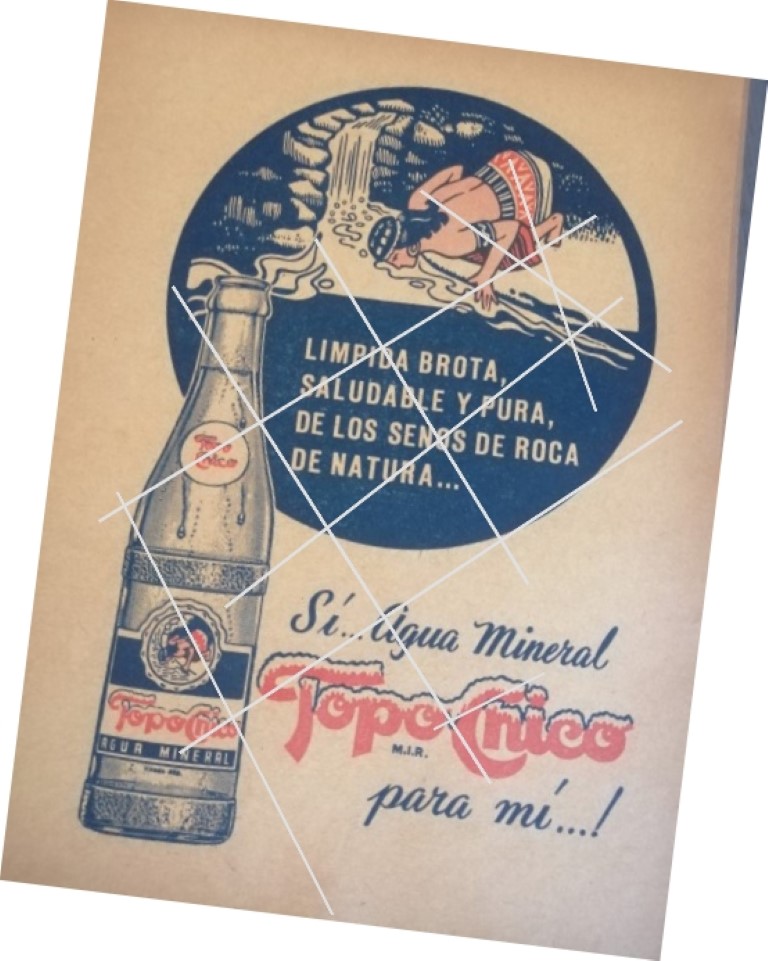 LIMPIDA BROTA,
SALUDABLE Y PURA,
DE LOS SENOS DE ROCA
DE NATURA...
Topo
Chico
Sí...Agua Mineral
Topo Chico
M.I.R.
para mí...!
Topo Chico
AGUA MINERAL